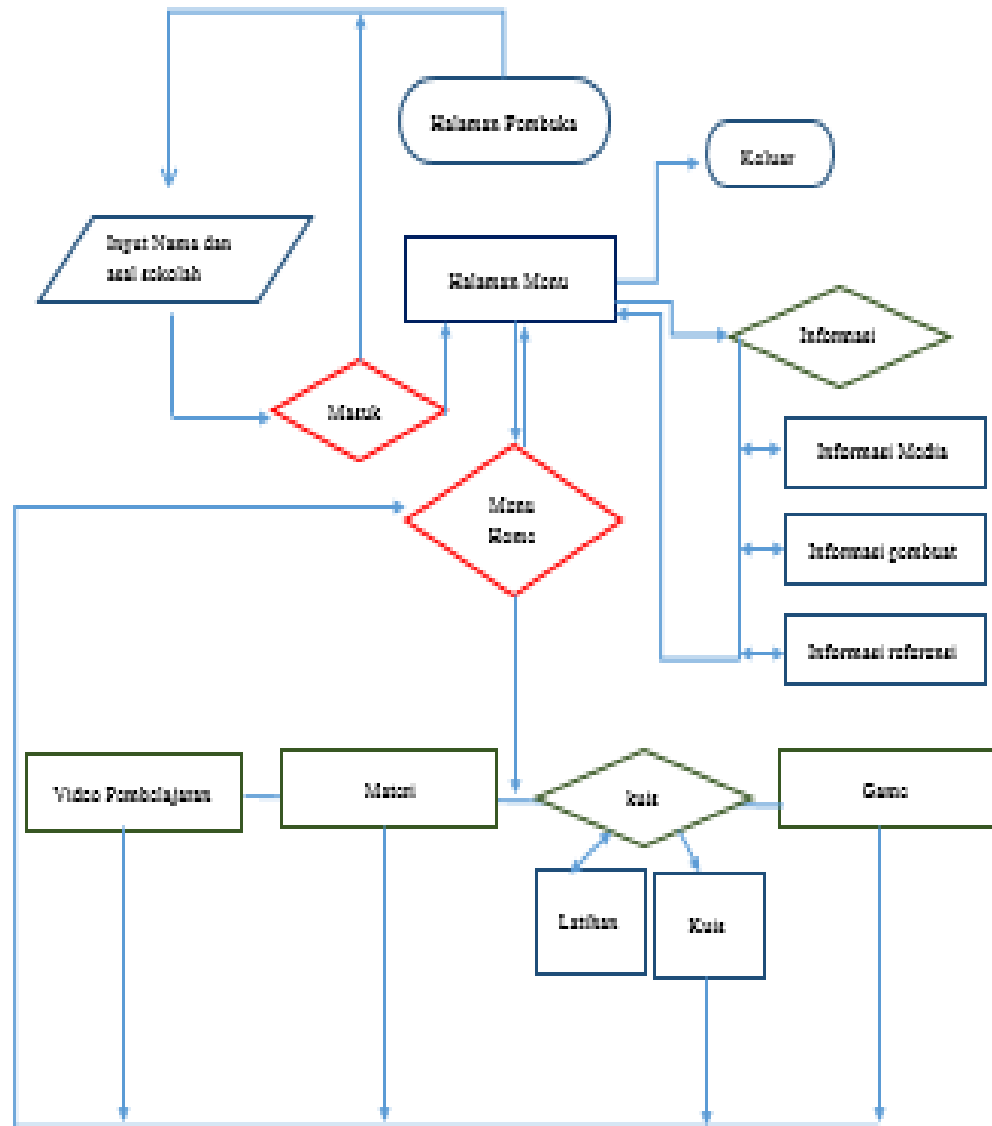 Halaman Pembuka
Keluar
Input Nama dan
asal sekolah
Halaman Menu
Informasi
Masuk
Informasi Media
Menu
Home
Informasi pembuat
Informasi referensi
Video Pembelajaran
Materi
kuis
Game
Latihan
Kuis